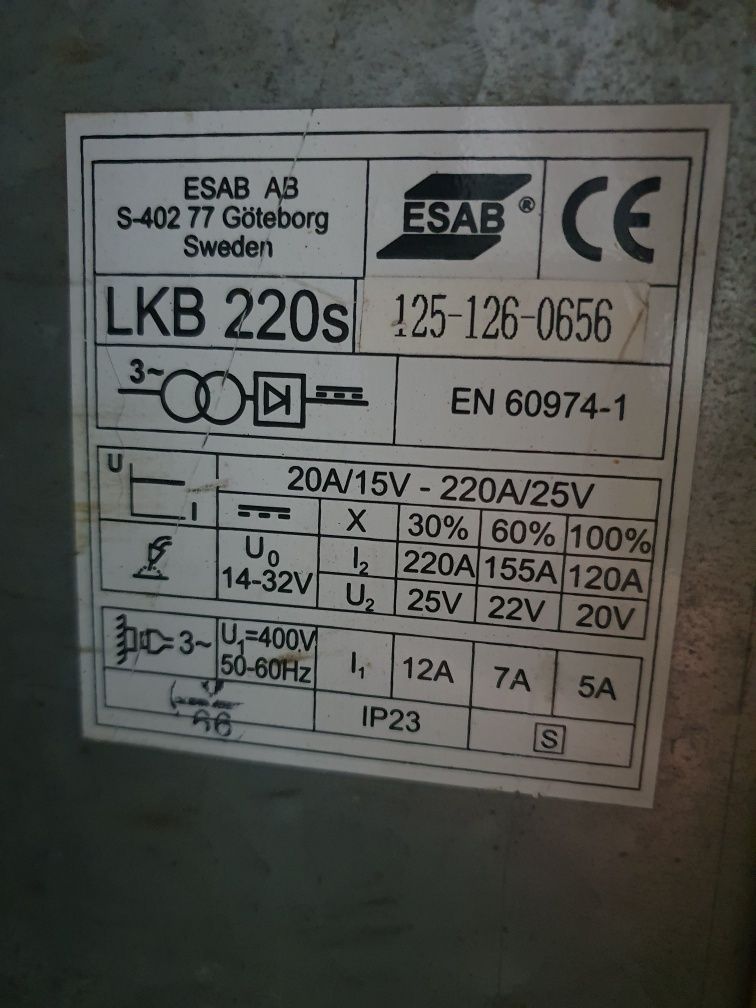 ESAB AB
S-402 77 Göteborg
Sweden
ESAB ®
CE
LKB 220s
125-126-0656
3~
EN 60974-1
U
I
20A/15V - 220A/25V
X 30% 60% 100%
U0
14-32V
I2 220A 155A 120A
U2 25V 22V 20V
3~
U1=400V
50-60Hz
I1 12A 7A 5A
IP23
S